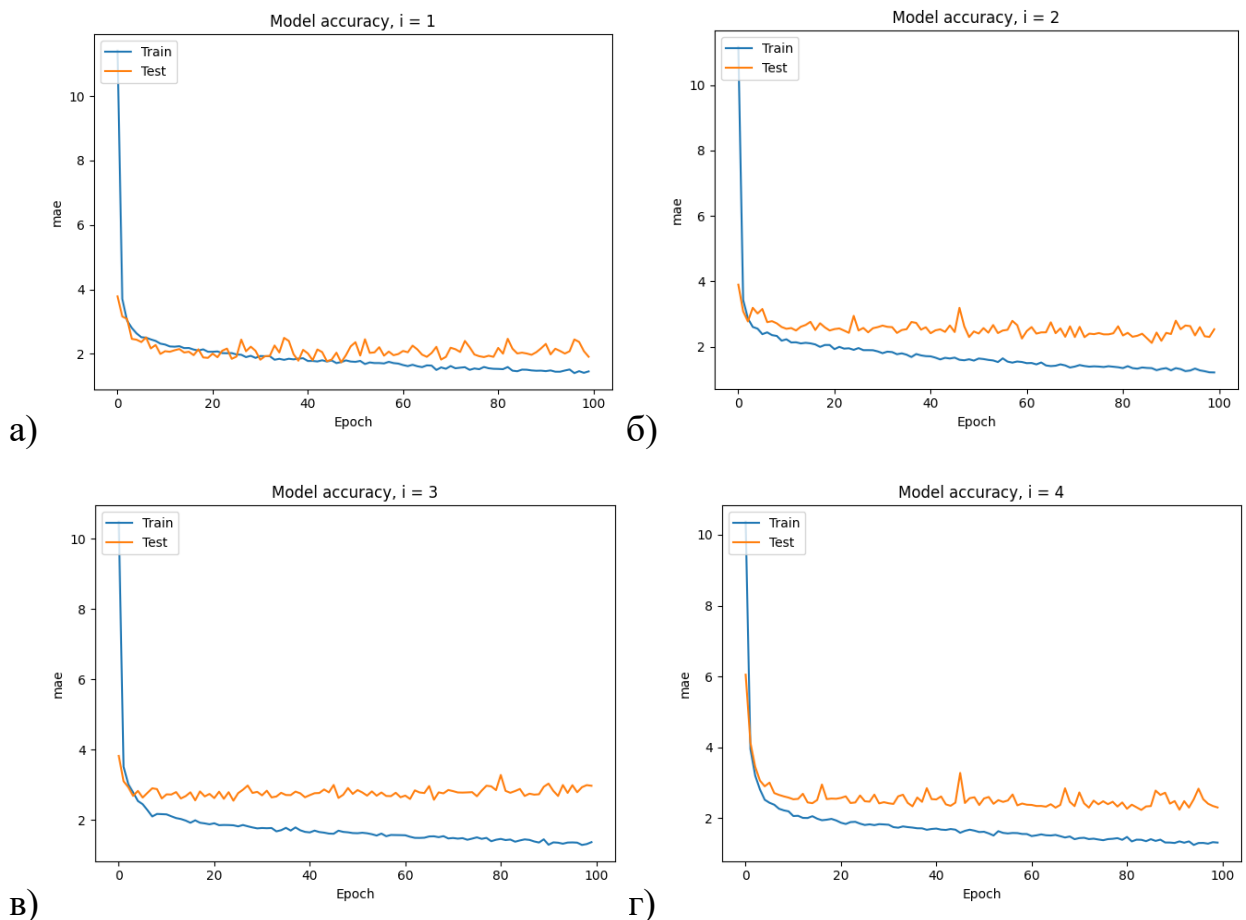 Model accuracy, i = 1
Train
Test
10
8
6
4
2
mae
0 20 40 60 80 100
Epoch
а)
Model accuracy, i = 2
Train
Test
10
8
6
4
2
mae
0 20 40 60 80 100
Epoch
б)
Model accuracy, i = 3
Train
Test
10
8
6
4
2
mae
0 20 40 60 80 100
Epoch
в)
Model accuracy, i = 4
Train
Test
10
8
6
4
2
mae
0 20 40 60 80 100
Epoch
г)